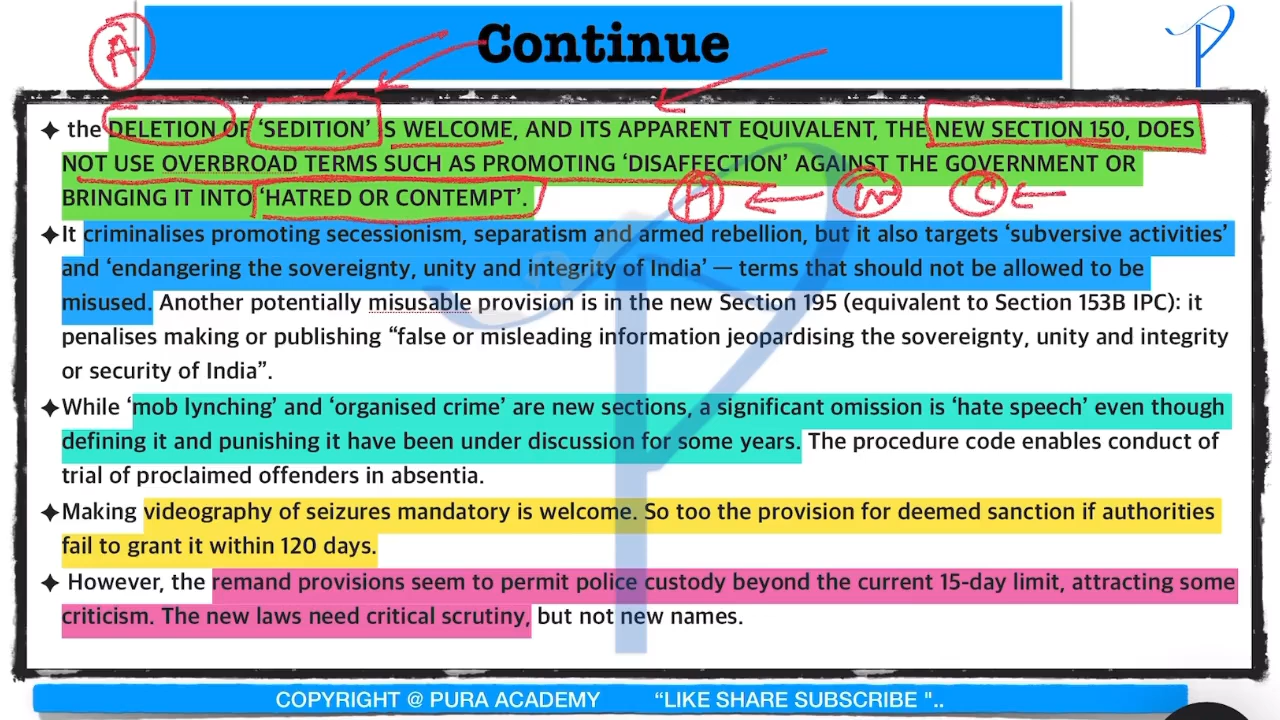 Continue
A
P
✦ the DELETION OF ‘SEDITION’ IS WELCOME, AND ITS APPARENT EQUIVALENT, THE NEW SECTION 150, DOES
NOT USE OVERBROAD TERMS SUCH AS PROMOTING ‘DISAFFECTION’ AGAINST THE GOVERNMENT OR
BRINGING IT INTO ‘HATRED OR CONTEMPT’.
✦It criminalises promoting secessionism, separatism and armed rebellion, but it also targets ‘subversive activities’
and ‘endangering the sovereignty, unity and integrity of India’ — terms that should not be allowed to be
misused. Another potentially misusable provision is in the new Section 195 (equivalent to Section 153B IPC): it
penalises making or publishing “false or misleading information jeopardising the sovereignty, unity and integrity
or security of India”.
✦While ‘mob lynching’ and ‘organised crime’ are new sections, a significant omission is ‘hate speech’ even though
defining it and punishing it have been under discussion for some years. The procedure code enables conduct of
trial of proclaimed offenders in absentia.
✦Making videography of seizures mandatory is welcome. So too the provision for deemed sanction if authorities
fail to grant it within 120 days.
✦ However, the remand provisions seem to permit police custody beyond the current 15-day limit, attracting some
criticism. The new laws need critical scrutiny, but not new names.
COPYRIGHT @ PURA ACADEMY “LIKE SHARE SUBSCRIBE "..